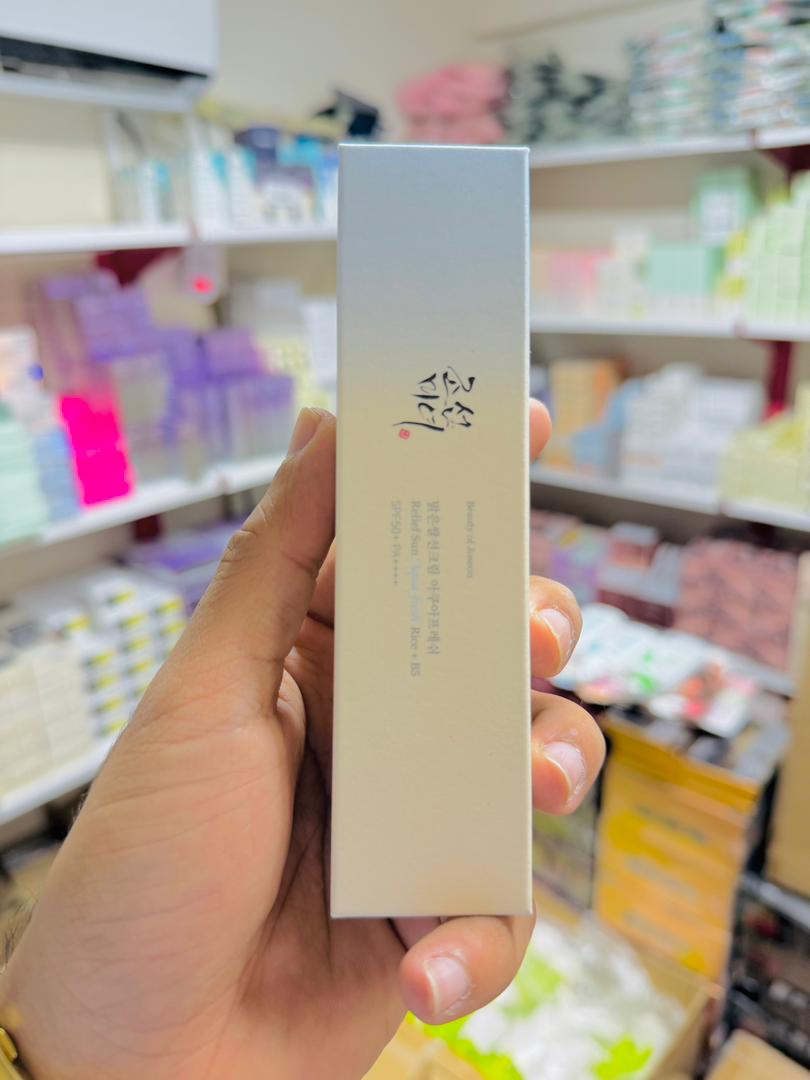 조선
미녀
Beauty of Joseon
맑은쌀선크림 아쿠아프레쉬
Relief Sun Aqua-fresh Rice + B5
SPF50+ PA++++